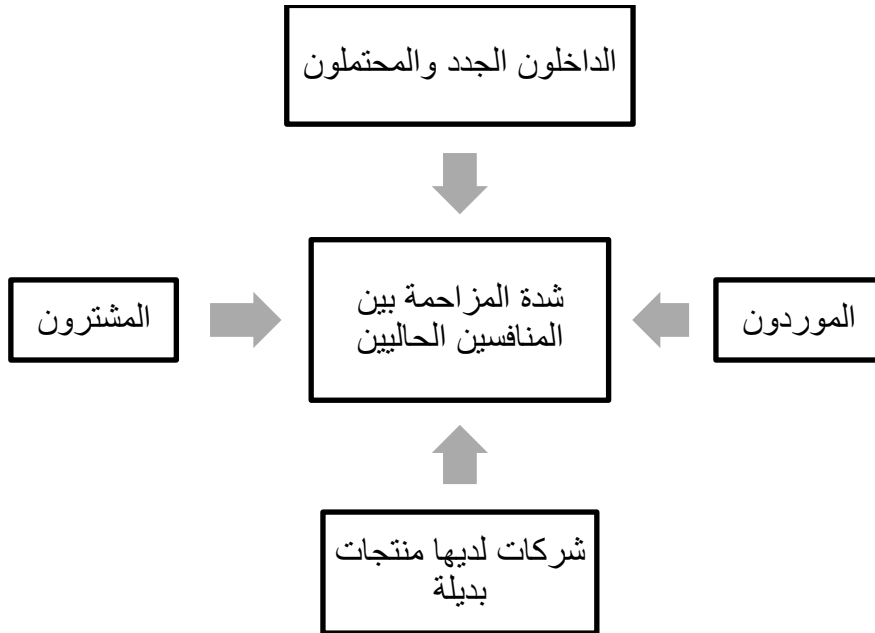 الداخلون الجدد والمحتملون
الموردون
شدة المزاحمة بين
المنافسين الحاليين
المشترون
شركات لديها منتجات
بديلة